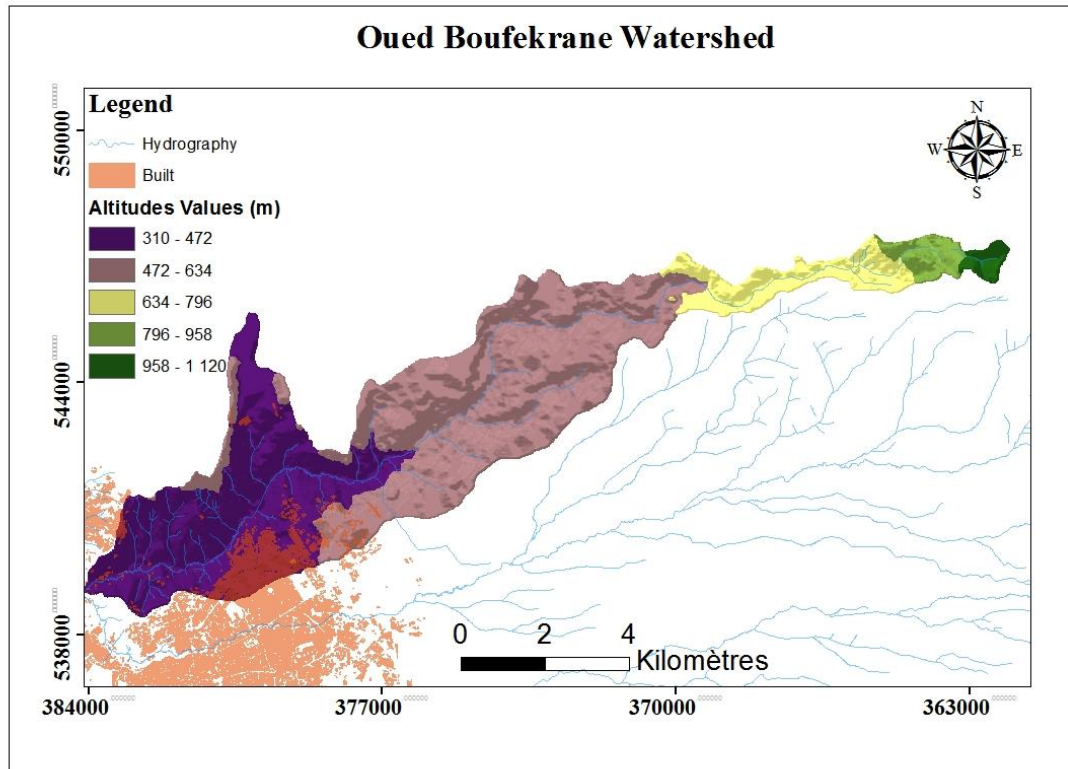 Oued Boufekrane Watershed
Legend
Hydrography
Built
Altitudes Values (m)
310 - 472
472 - 634
634 - 796
796 - 958
958 - 1 120
N
W E
S
550000
544000
538000
0 2 4
Kilomètres
384000 377000 370000 363000